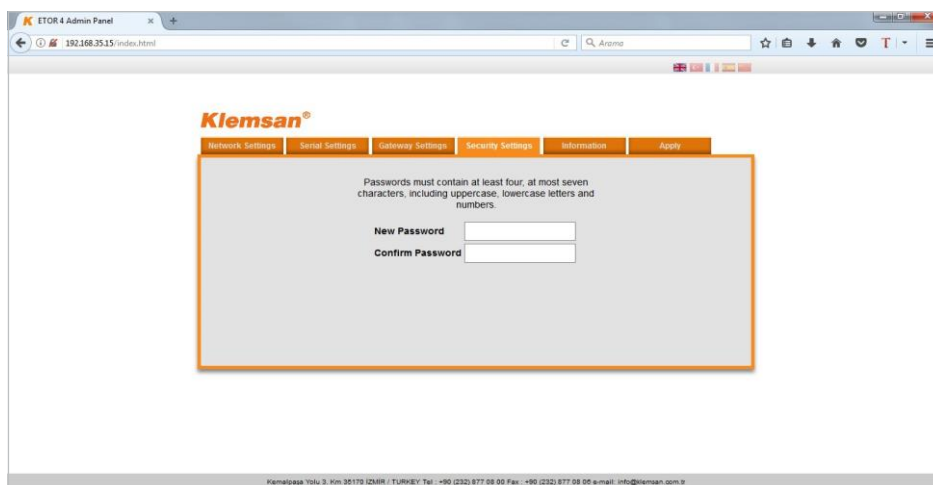 ETOR 4 Admin Panel
192.168.35.15/index.html
Arama
Klemsan®
Network Settings Serial Settings Gateway Settings Security Settings Information Apply
Passwords must contain at least four, at most seven
characters, including uppercase, lowercase letters and
numbers.
New Password
Confirm Password
Kemalpaşa Yolu 3. Km 35170 İZMİR / TURKEY Tel : +90 (232) 877 08 00 Fax : +90 (232) 877 08 06 e-mail: info@klemsan.com.tr